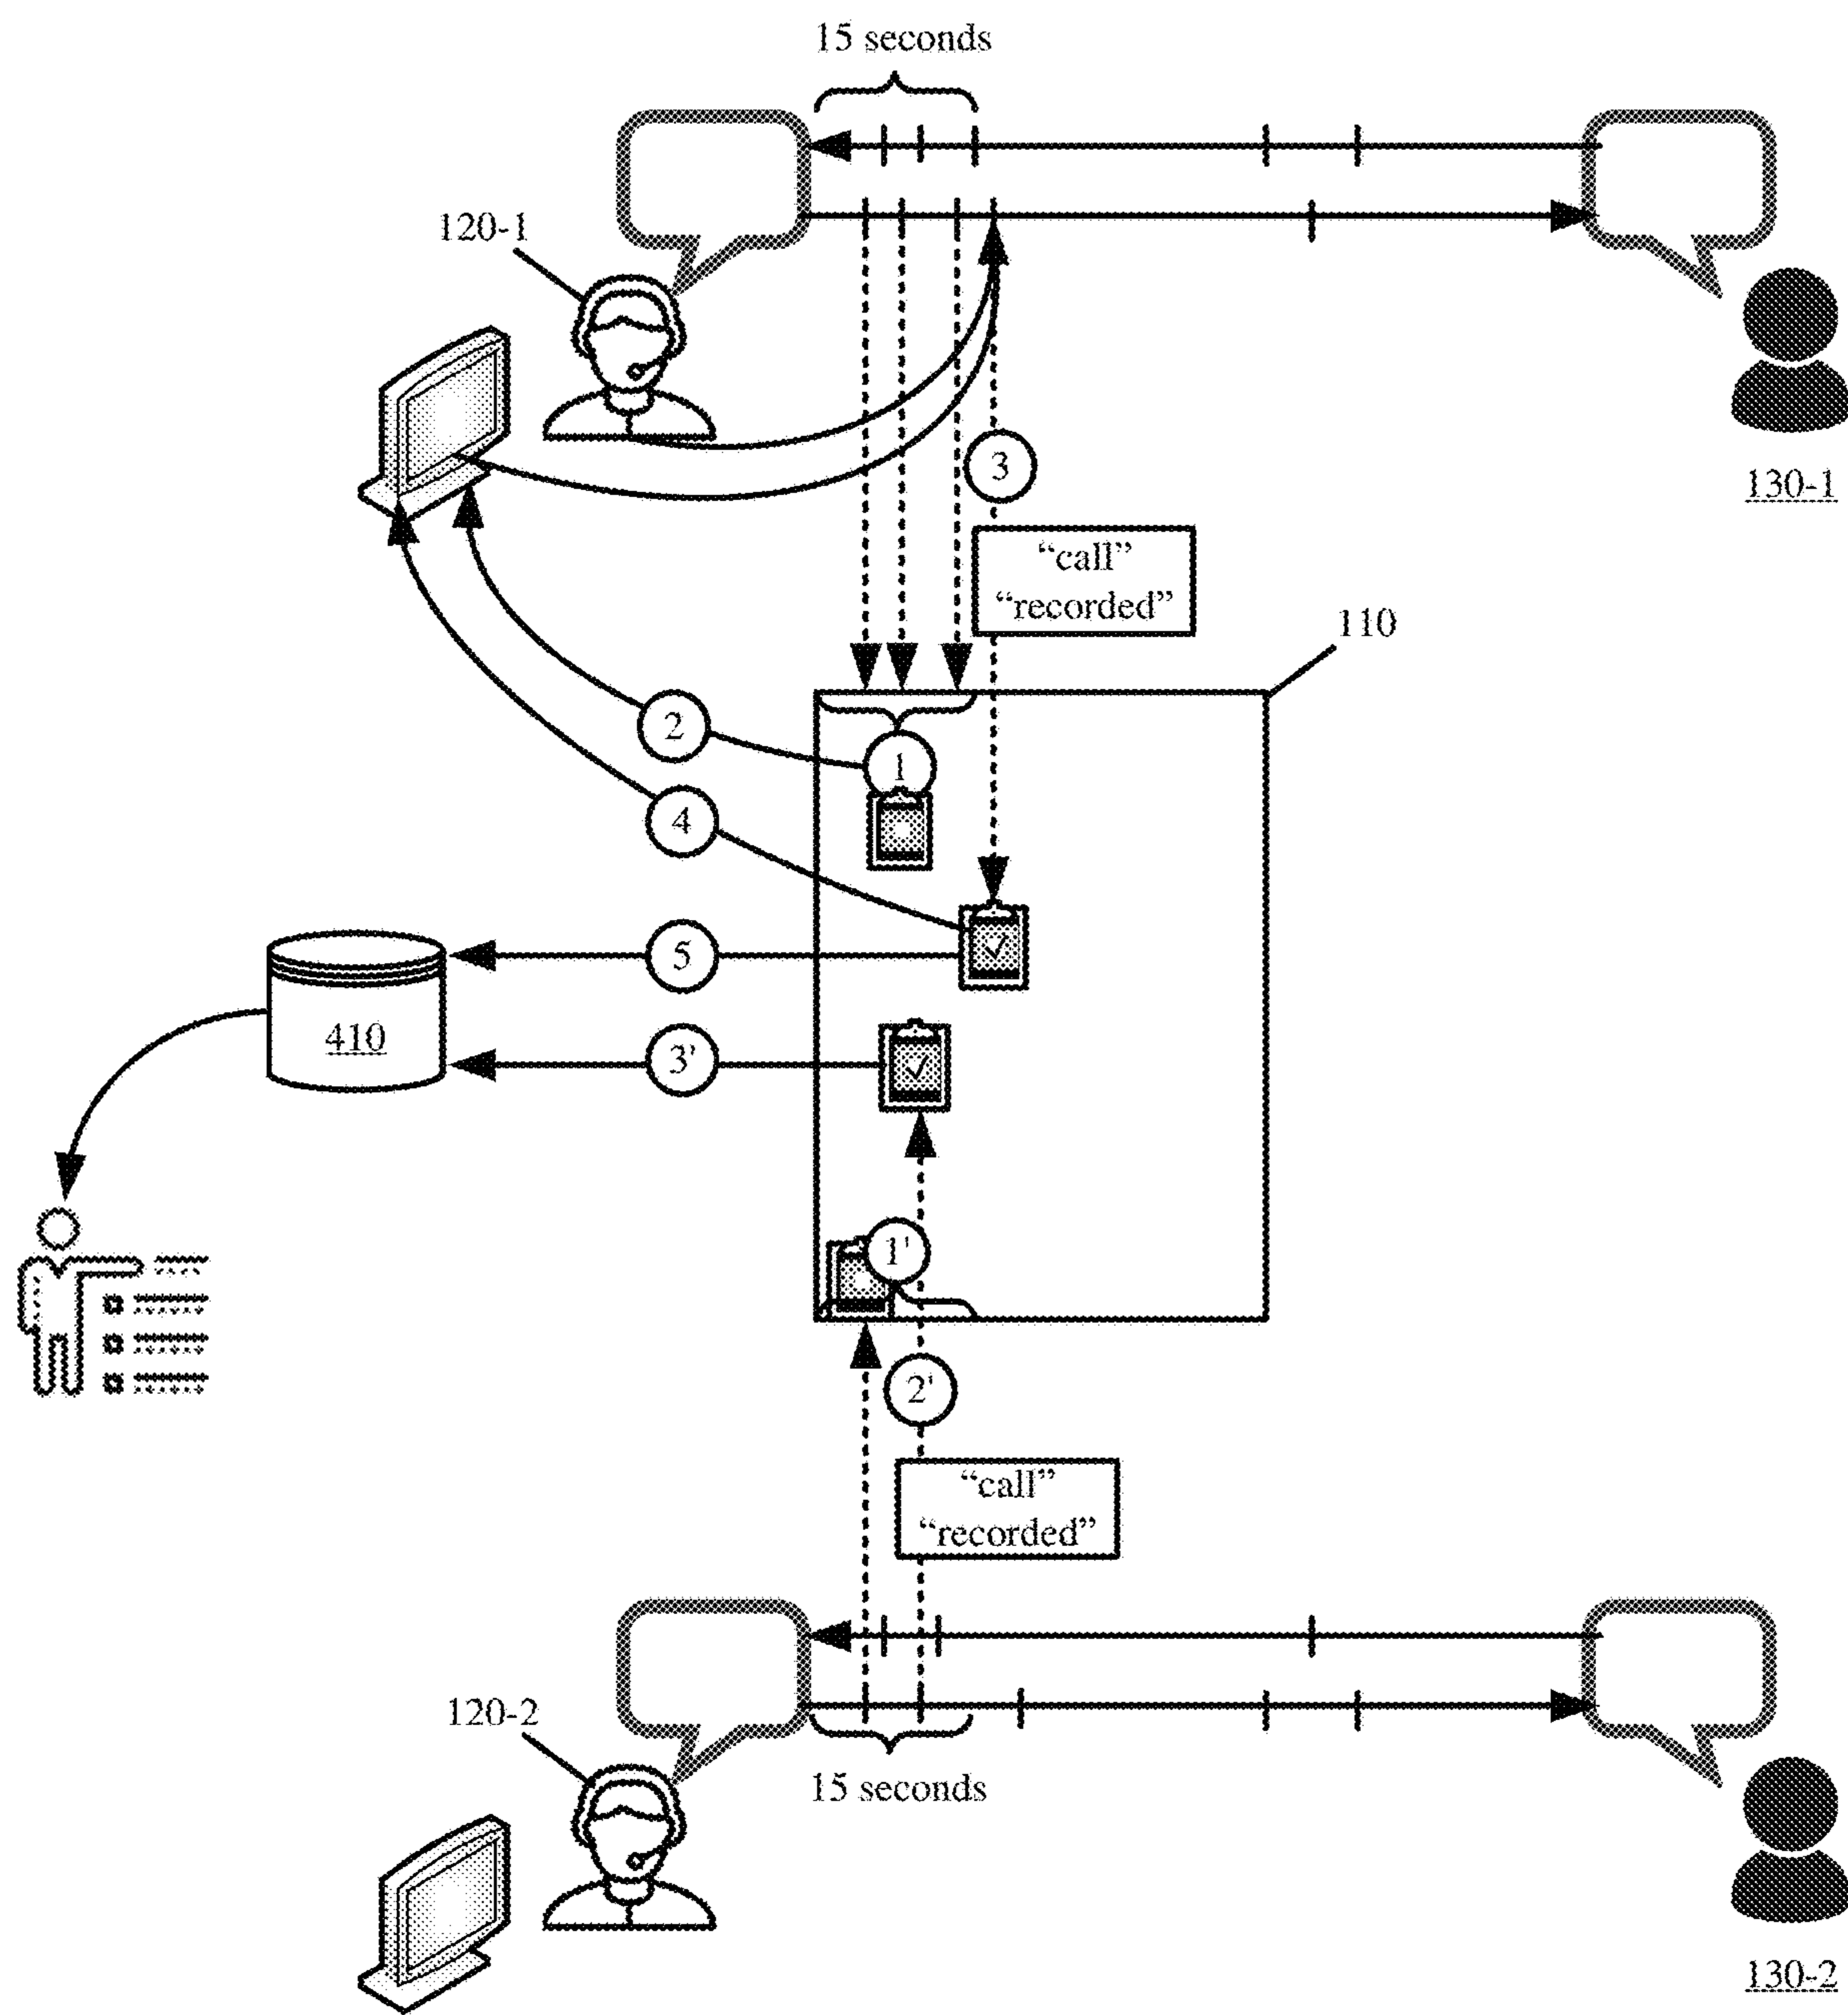 15 seconds
120-1
3
130-1
“call”
“recorded”
110
2
1
4
5
410
3'
1'
2'
“call”
“recorded”
120-2
15 seconds
130-2